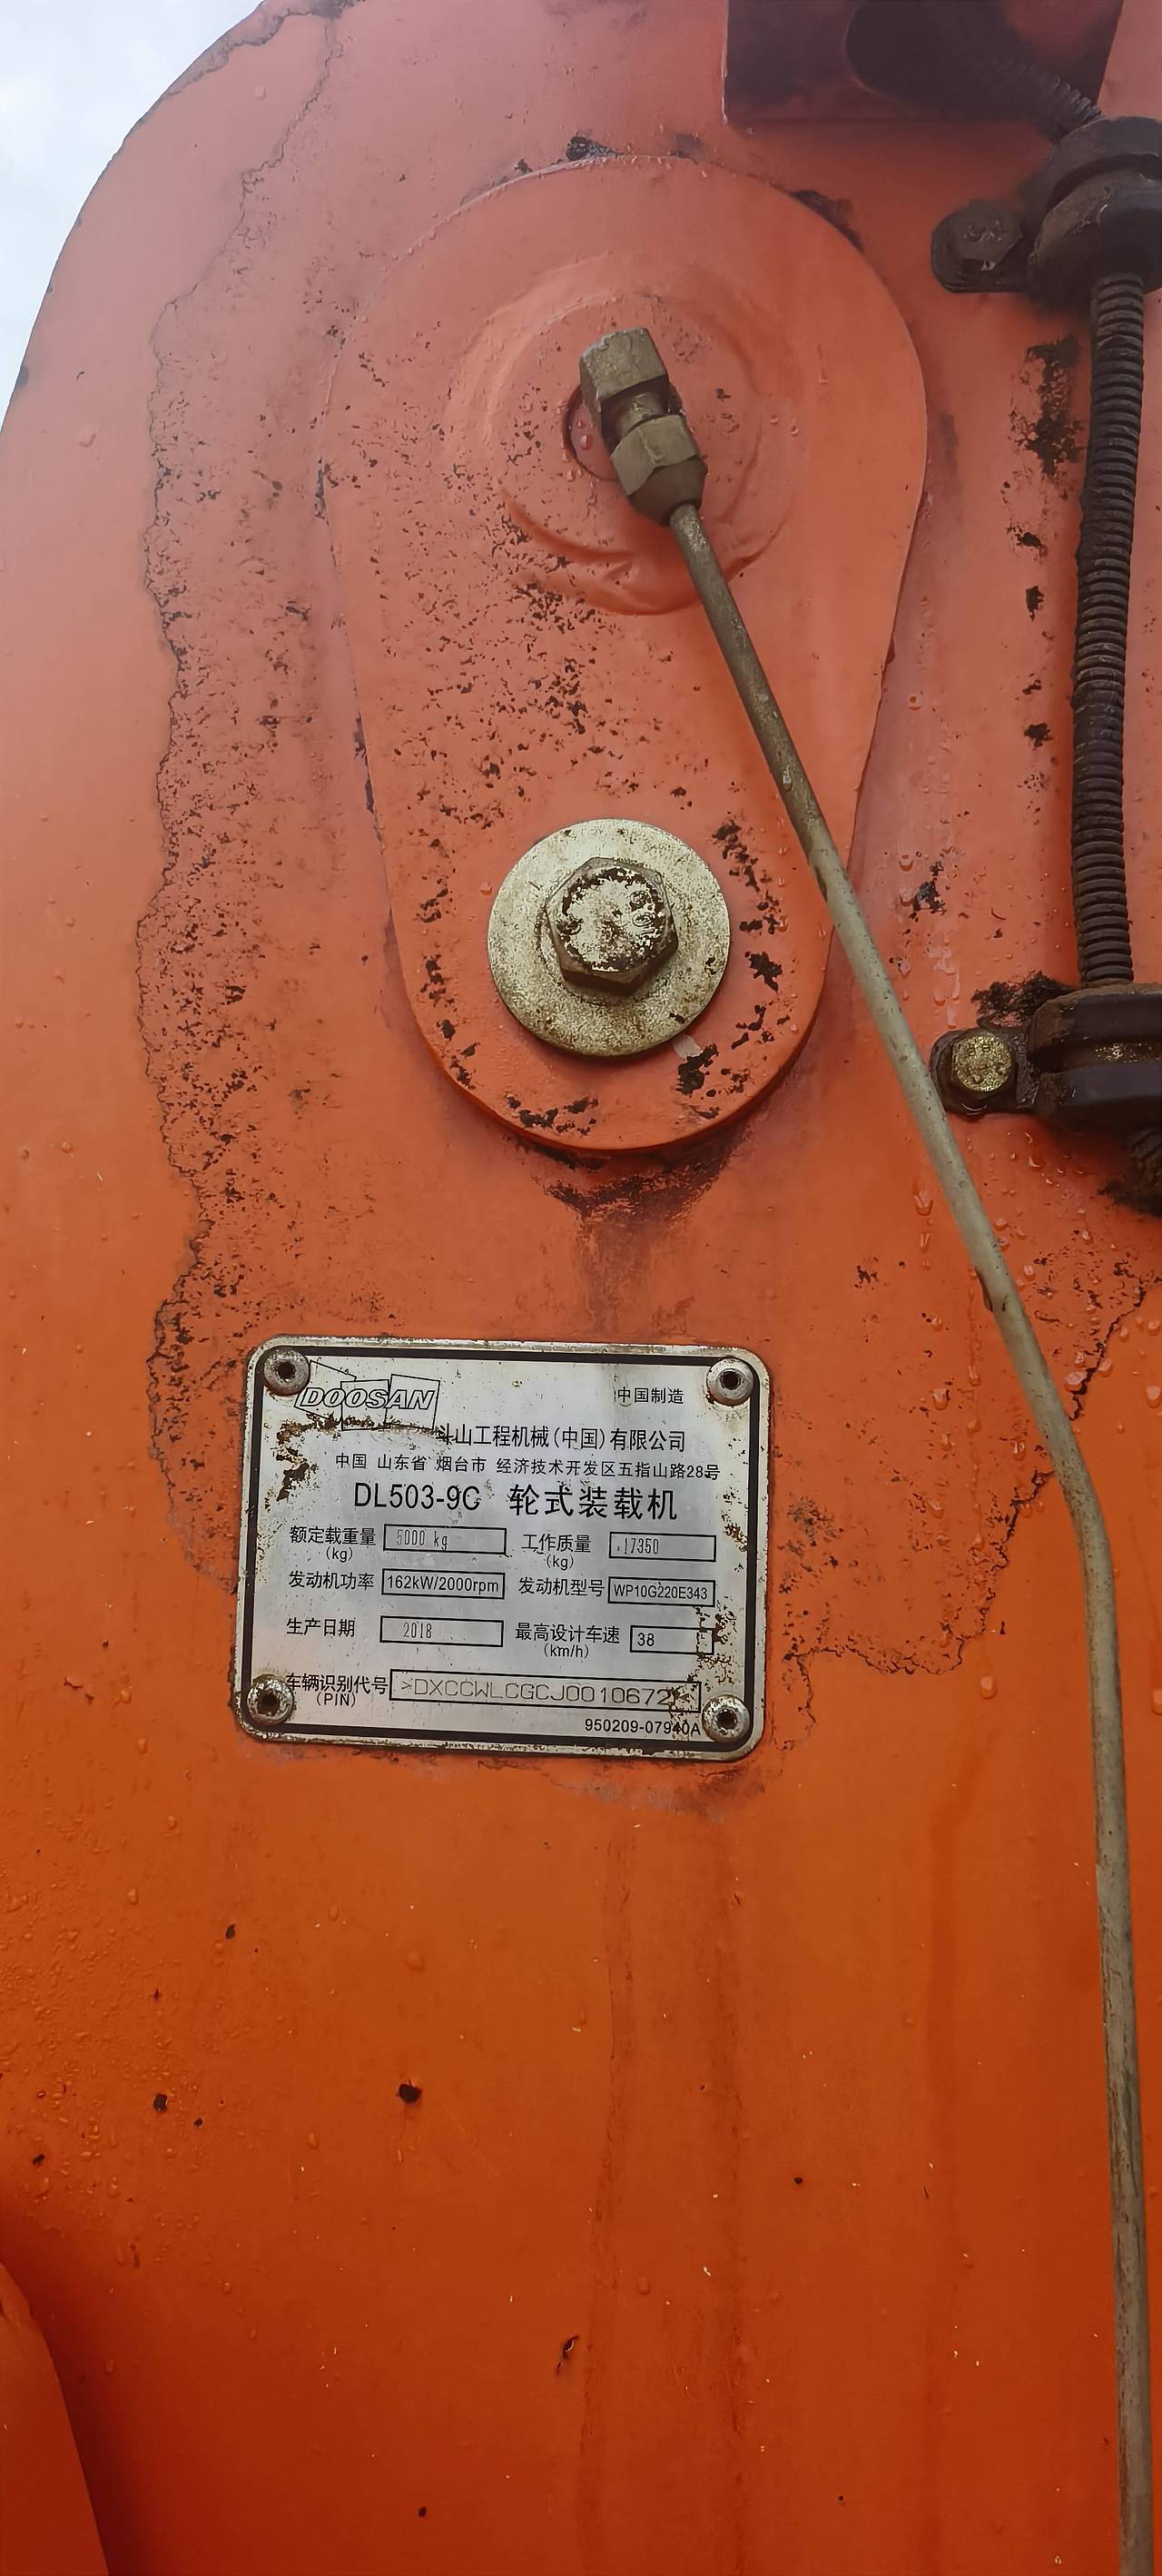 DOOSAN
中国制造
斗山工程机械(中国)有限公司
中国 山东省 烟台市 经济技术开发区五指山路28号
DL503-9C 轮式装载机
额定载重量 5000 kg 工作质量 17350
(kg) (kg)
发动机功率 162kW/2000rpm 发动机型号 WP10G220E343
生产日期 2018 最高设计车速 38
(km/h)
车辆识别代号 >DXCCWLCGCJ0010672<
(PIN)
950209-07940A